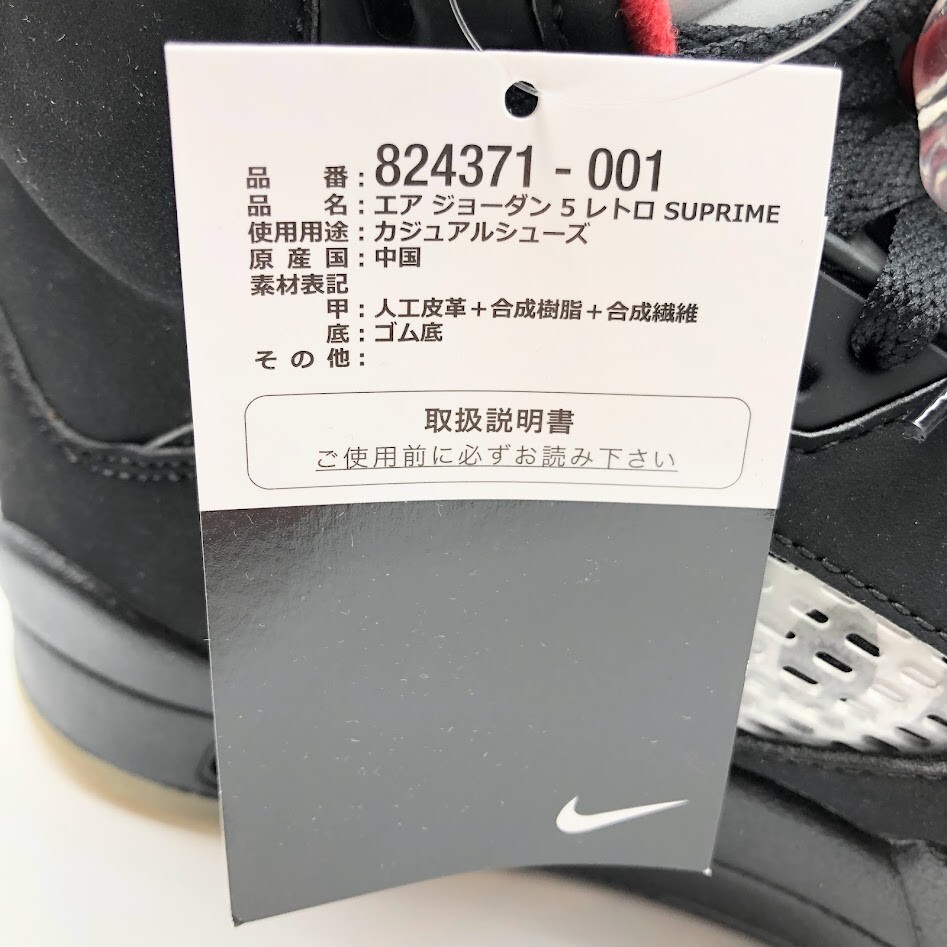 品 番 : 824371 - 001
品 名 : エア ジョーダン 5 レトロ SUPRIME
使用用途 : カジュアルシューズ
原 産 国 : 中国
素材表記
甲 : 人工皮革+合成樹脂+合成繊維
底 : ゴム底
そ の 他 :
取扱説明書
ご使用前に必ずお読み下さい